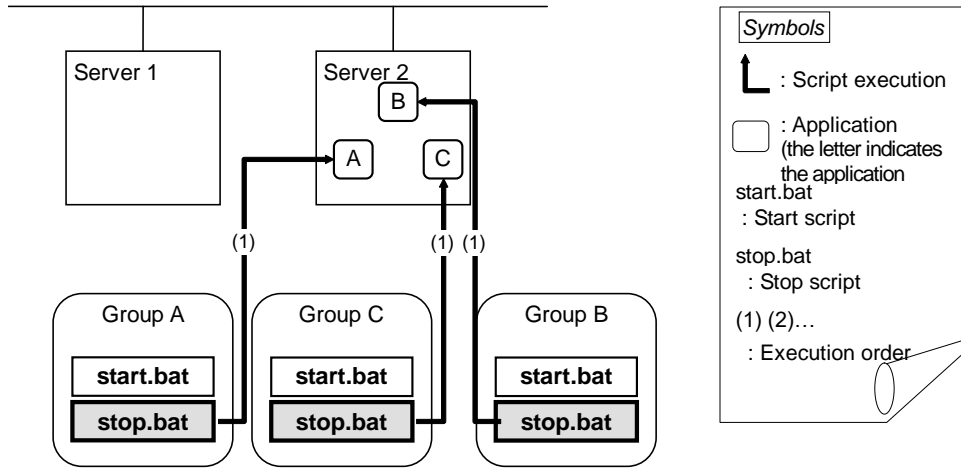 Server 1
Server 2
B
A
C
(1)
(1)
(1)
Group A
Group C
Group B
start.bat
start.bat
start.bat
stop.bat
stop.bat
stop.bat
Symbols
: Script execution
: Application
(the letter indicates
the application
start.bat
: Start script
stop.bat
: Stop script
(1) (2)…
: Execution order